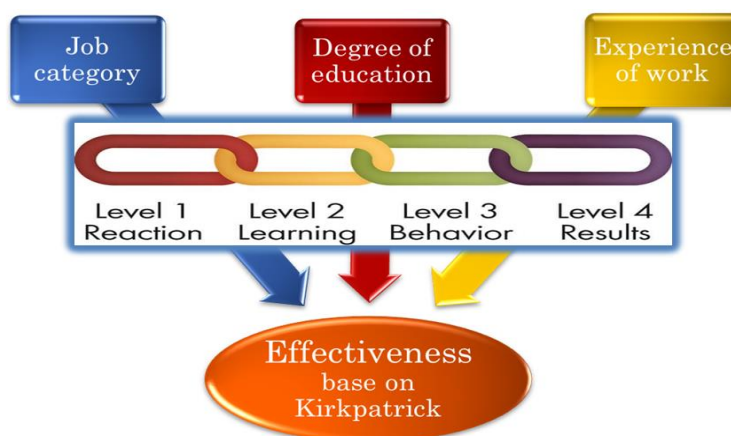 Job
category
Degree of
education
Experience
of work
Level 1
Reaction
Level 2
Learning
Level 3
Behavior
Level 4
Results
Effectiveness
base on
Kirkpatrick